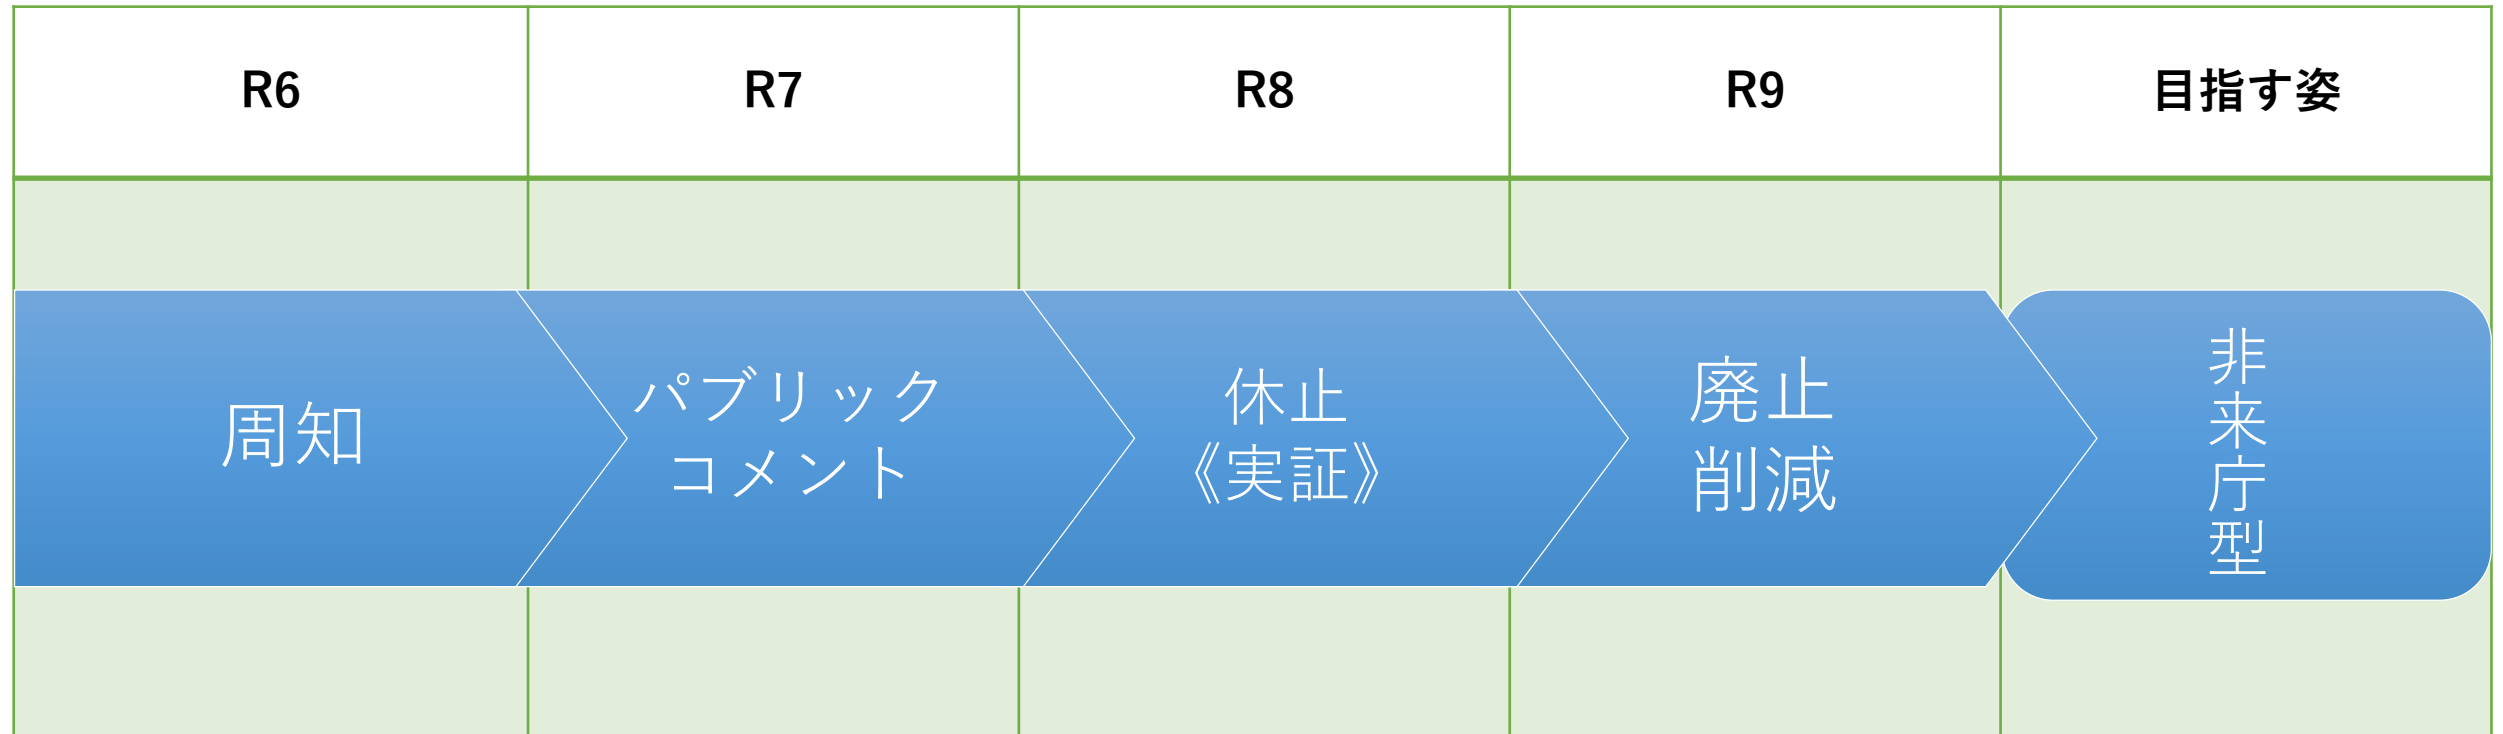 R6
R7
R8
R9
目指す姿
周知
パブリック
コメント
休止
《実証》
廃止
削減
非来庁型